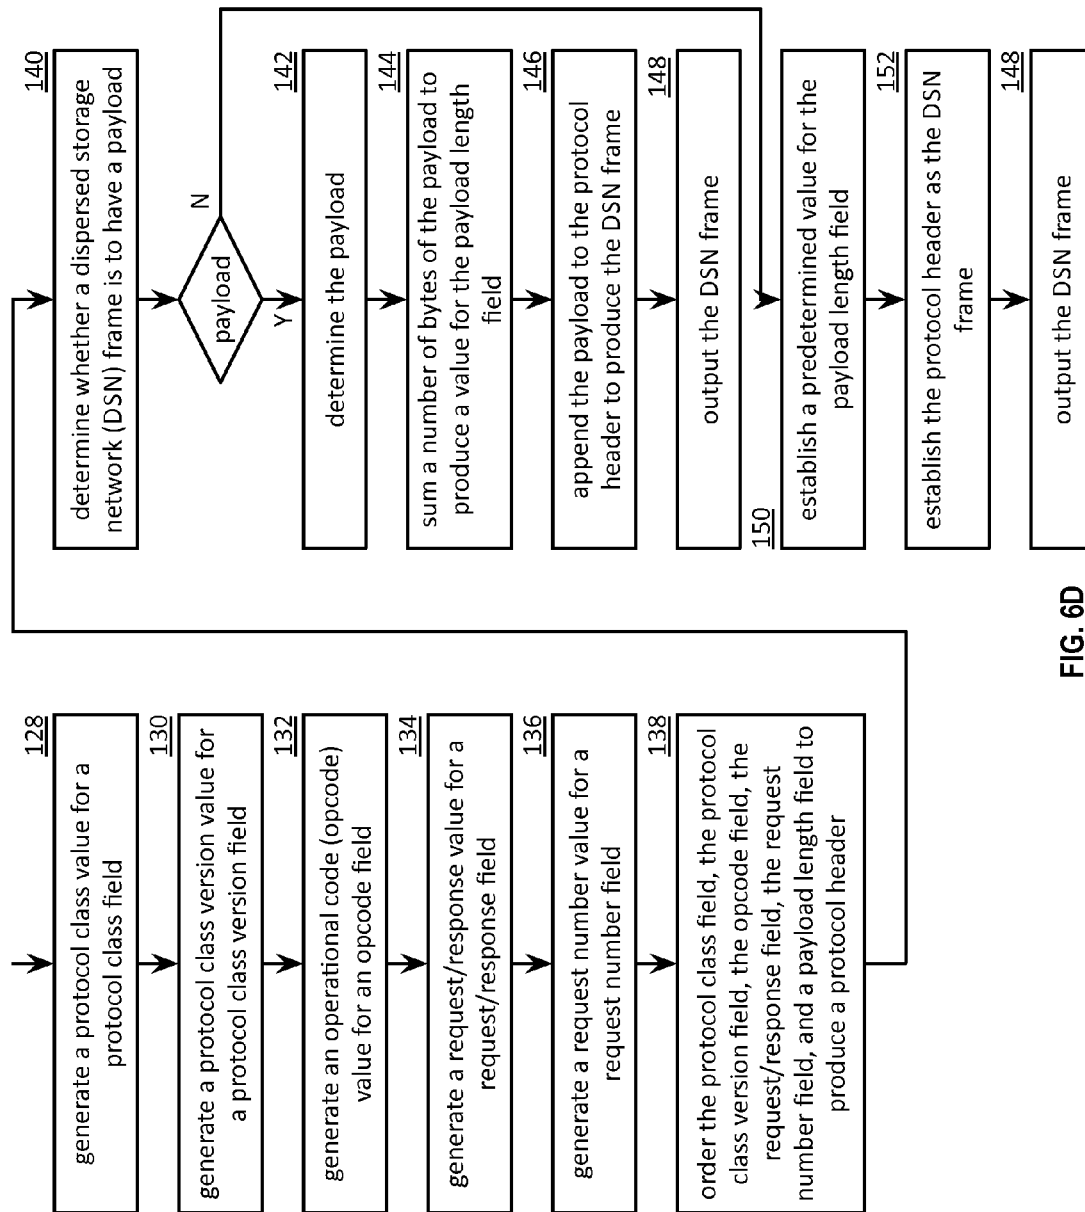 128
generate a protocol class value for a
protocol class field
130
generate a protocol class version value for
a protocol class version field
132
generate an operational code (opcode)
value for an opcode field
134
generate a request/response value for a
request/response field
136
generate a request number value for a
request number field
138
order the protocol class field, the protocol
class version field, the opcode field, the
request/response field, the request
number field, and a payload length field to
produce a protocol header
140
determine whether a dispersed storage
network (DSN) frame is to have a payload
payload
N
Y
142
determine the payload
144
sum a number of bytes of the payload to
produce a value for the payload length
field
146
append the payload to the protocol
header to produce the DSN frame
148
output the DSN frame
150
establish a predetermined value for the
payload length field
152
establish the protocol header as the DSN
frame
148
output the DSN frame
FIG. 6D